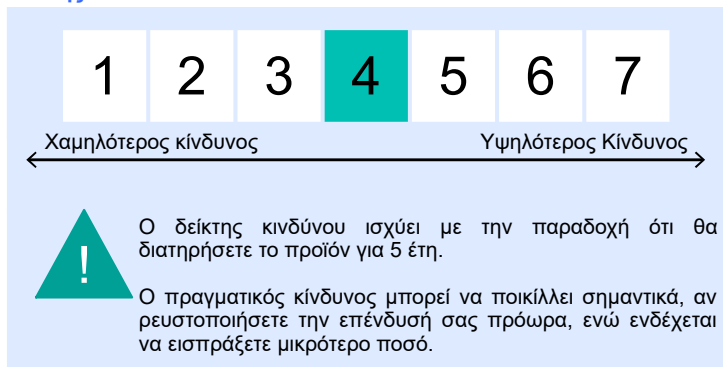 1 2 3 4 5 6 7
Χαμηλότερος κίνδυνος Υψηλότερος Κίνδυνος
!
Ο δείκτης κινδύνου ισχύει με την παραδοχή ότι θα
διατηρήσετε το προϊόν για 5 έτη.
Ο πραγματικός κίνδυνος μπορεί να ποικίλλει σημαντικά, αν
ρευστοποιήσετε την επένδυσή σας πρόωρα, ενώ ενδέχεται
να εισπράξετε μικρότερο ποσό.